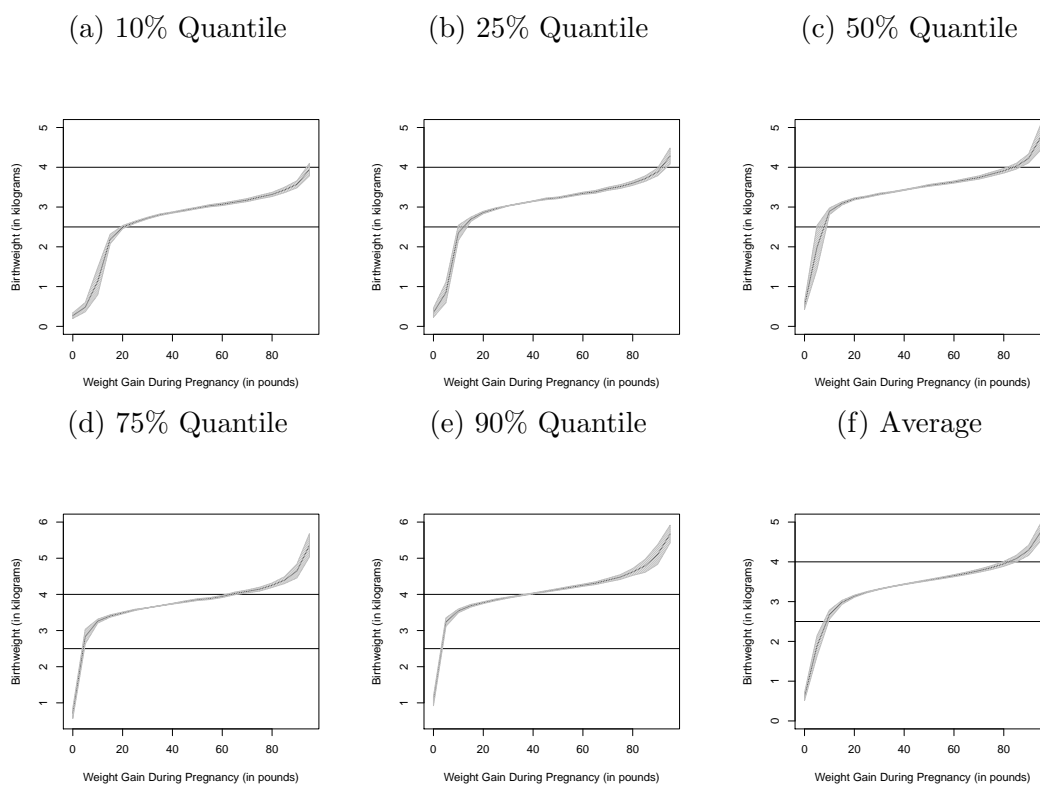 (a) 10% Quantile
(b) 25% Quantile
(c) 50% Quantile
5
4
3
2
1
0
Birthweight (in kilograms)
0 20 40 60 80
Weight Gain During Pregnancy (in pounds)
5
4
3
2
1
0
Birthweight (in kilograms)
0 20 40 60 80
Weight Gain During Pregnancy (in pounds)
5
4
3
2
1
0
Birthweight (in kilograms)
0 20 40 60 80
Weight Gain During Pregnancy (in pounds)
(d) 75% Quantile
(e) 90% Quantile
(f) Average
6
5
4
3
2
1
Birthweight (in kilograms)
0 20 40 60 80
Weight Gain During Pregnancy (in pounds)
6
5
4
3
2
1
Birthweight (in kilograms)
0 20 40 60 80
Weight Gain During Pregnancy (in pounds)
5
4
3
2
1
0
Birthweight (in kilograms)
0 20 40 60 80
Weight Gain During Pregnancy (in pounds)